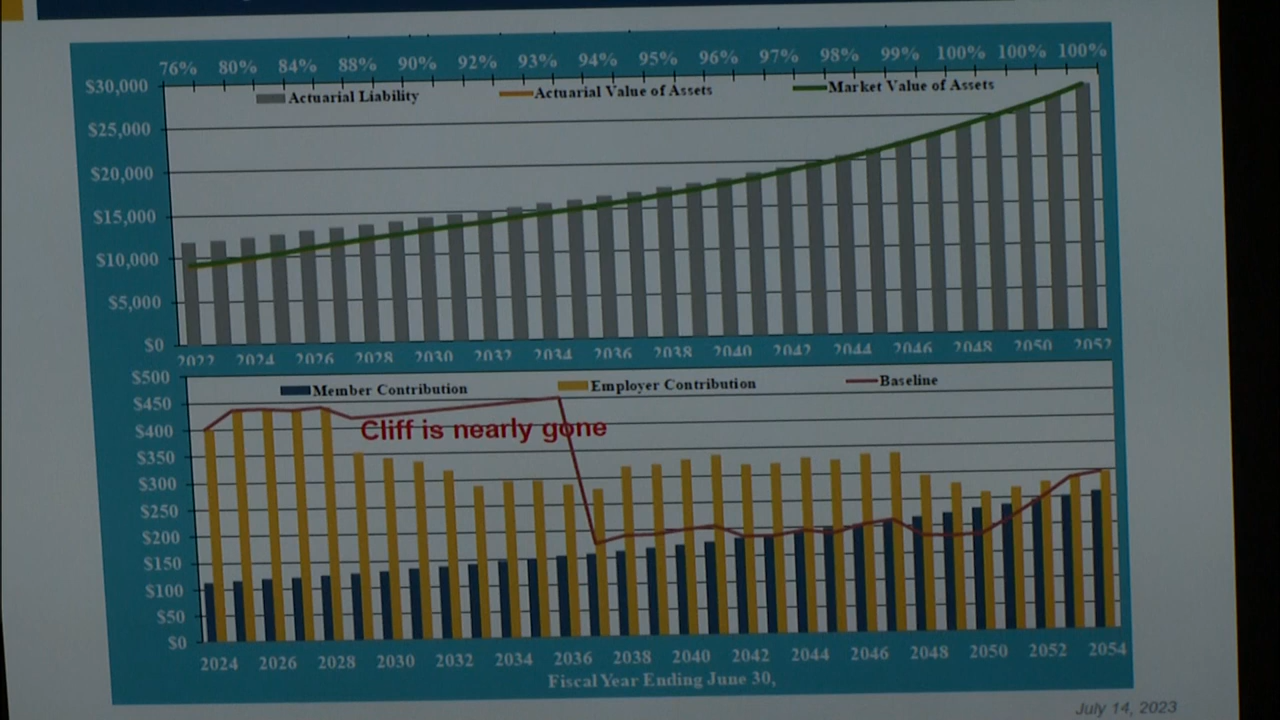 76% 80% 84% 88% 90% 92% 93% 94% 95% 96% 97% 98% 99% 100% 100% 100%
Actuarial Liability Actuarial Value of Assets Market Value of Assets
$30,000
$25,000
$20,000
$15,000
$10,000
$5,000
$0
2022 2024 2026 2028 2030 2032 2034 2036 2038 2040 2042 2044 2046 2048 2050 2052
Member Contribution Employer Contribution Baseline
$500
$450
Cliff is nearly gone
$400
$350
$300
$250
$200
$150
$100
$50
$0
2024 2026 2028 2030 2032 2034 2036 2038 2040 2042 2044 2046 2048 2050 2052 2054
Fiscal Year Ending June 30,
July 14, 2023